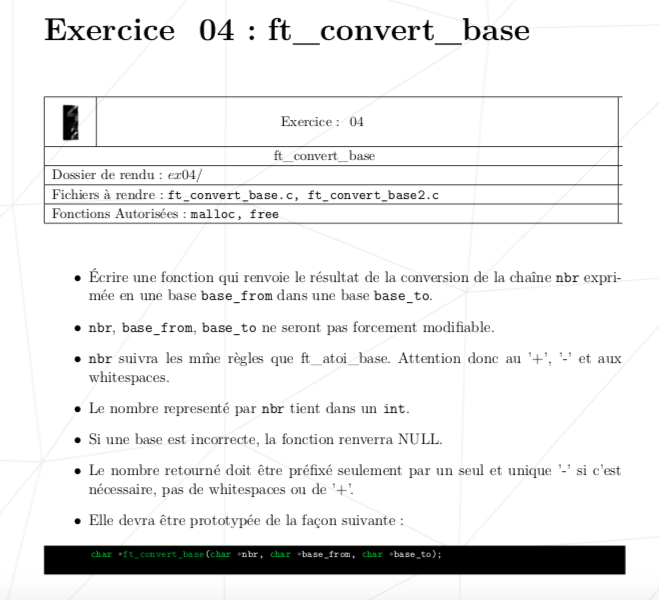 Exercice 04 : ft_convert_base
Exercice : 04
ft_convert_base
Dossier de rendu : ex04/
Fichiers à rendre : ft_convert_base.c, ft_convert_base2.c
Fonctions Autorisées : malloc, free
• Écrire une fonction qui renvoie le résultat de la conversion de la chaîne nbr expri-
mée en une base base_from dans une base base_to.
• nbr, base_from, base_to ne seront pas forcement modifiable.
• nbr suivra les mm̂e règles que ft_atoi_base. Attention donc au '+', '-' et aux
whitespaces.
• Le nombre representé par nbr tient dans un int.
• Si une base est incorrecte, la fonction renverra NULL.
• Le nombre retourné doit être préfixé seulement par un seul et unique '-' si c'est
nécessaire, pas de whitespaces ou de '+'.
• Elle devra être prototypée de la façon suivante :
char *ft_convert_base(char *nbr, char *base_from, char *base_to);